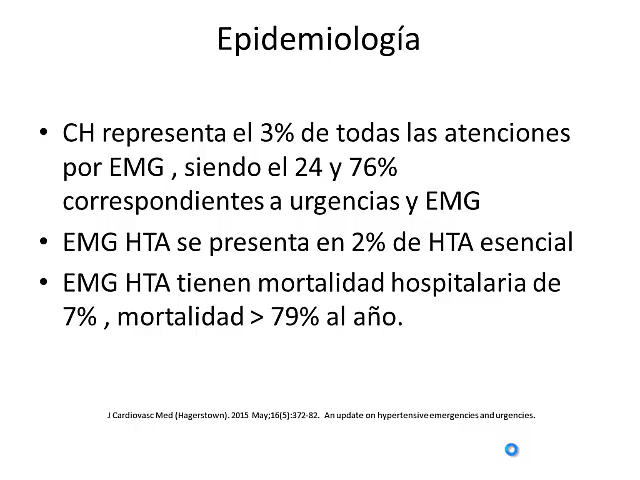 Epidemiología
• CH representa el 3% de todas las atenciones
por EMG , siendo el 24 y 76%
correspondientes a urgencias y EMG
• EMG HTA se presenta en 2% de HTA esencial
• EMG HTA tienen mortalidad hospitalaria de
7% , mortalidad > 79% al año.
J Cardiovasc Med (Hagerstown). 2015 May;16(5):372-82. An update on hypertensive emergencies and urgencies.